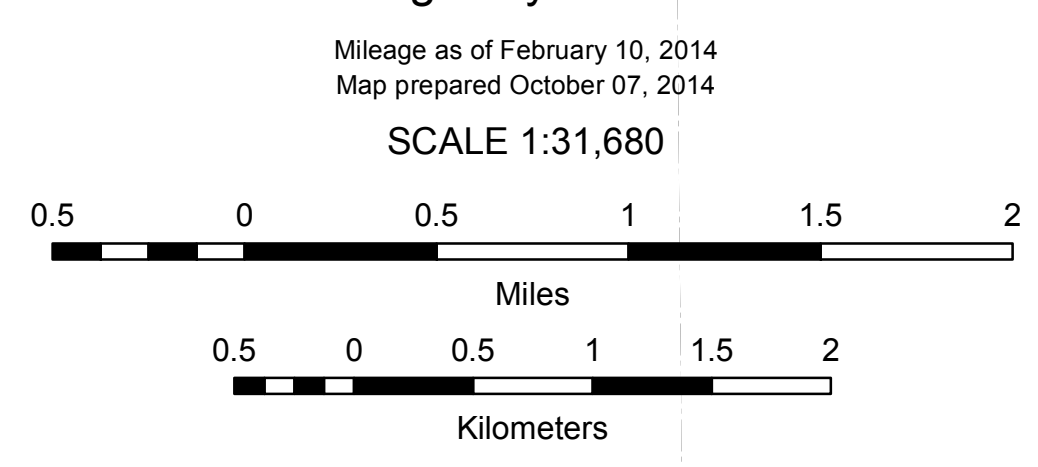 Mileage as of February 10, 2014
Map prepared October 07, 2014
SCALE 1:31,680
0.5 0 0.5 1 1.5 2
Miles
0.5 0 0.5 1 1.5 2
Kilometers